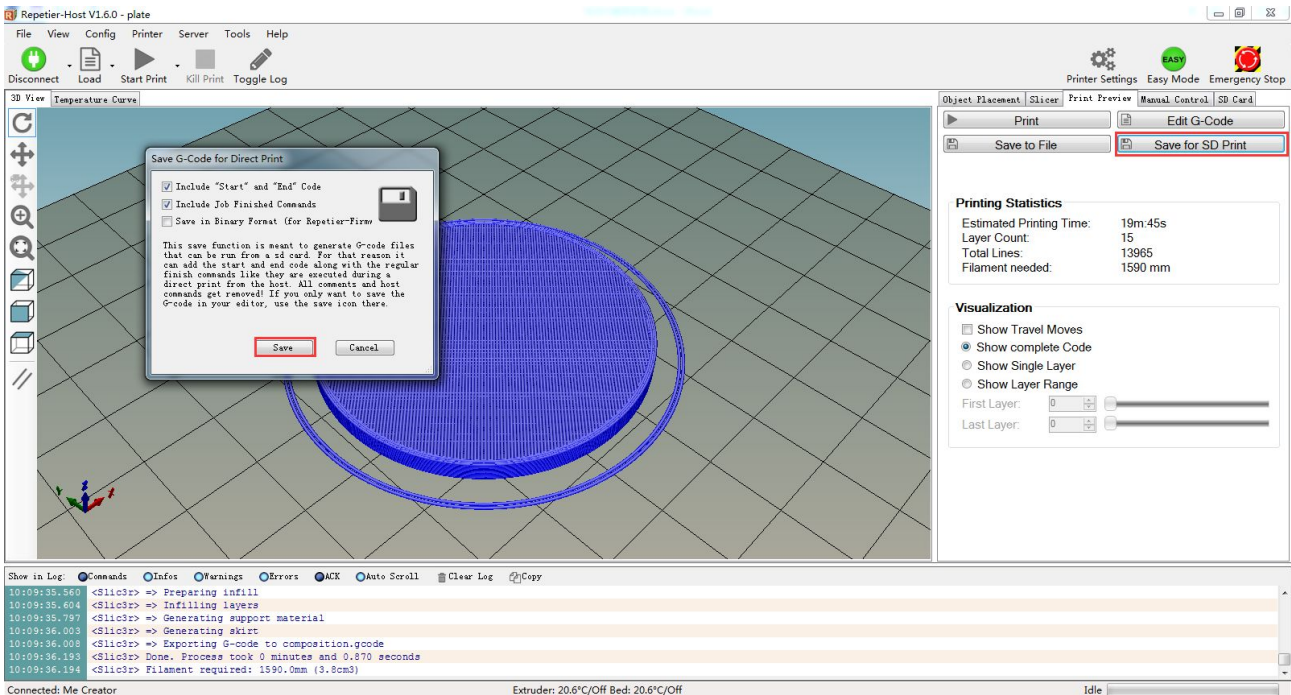 Repetier-Host V1.6.0 - plate
File View Config Printer Server Tools Help
Disconnect Load Start Print Kill Print Toggle Log
Printer Settings Easy Mode Emergency Stop
EASY
3D View Temperature Curve
Object Placement Slicer Print Preview Manual Control SD Card
Print Edit G-Code
Save to File Save for SD Print
Save G-Code for Direct Print
Include "Start" and "End" Code
Include Job Finished Commands
Save in Binary Format (for Repetier-Firmw
This save function is meant to generate G-code files
that can be run from a sd card. For that reason it
can add the start and end code along with the regular
finish commands like they are executed during a
direct print from the host. All comments and host
commands get removed! If you only want to save the
G-code in your editor, use the save icon there.
Save Cancel
Printing Statistics
Estimated Printing Time: 19m:45s
Layer Count: 15
Total Lines: 13965
Filament needed: 1590 mm
Visualization
Show Travel Moves
Show complete Code
Show Single Layer
Show Layer Range
First Layer: 0
Last Layer: 0
Show in Log: Commands Infos Warnings Errors ACK Auto Scroll Clear Log Copy
10:09:35.560 <Slic3r> => Preparing infill
10:09:35.604 <Slic3r> => Infilling layers
10:09:35.797 <Slic3r> => Generating support material
10:09:36.003 <Slic3r> => Generating skirt
10:09:36.008 <Slic3r> => Exporting G-code to composition.gcode
10:09:36.193 <Slic3r> Done. Process took 0 minutes and 0.870 seconds
10:09:36.194 <Slic3r> Filament required: 1590.0mm (3.8cm3)
Connected: Me Creator Extruder: 20.6°C/Off Bed: 20.6°C/Off Idle